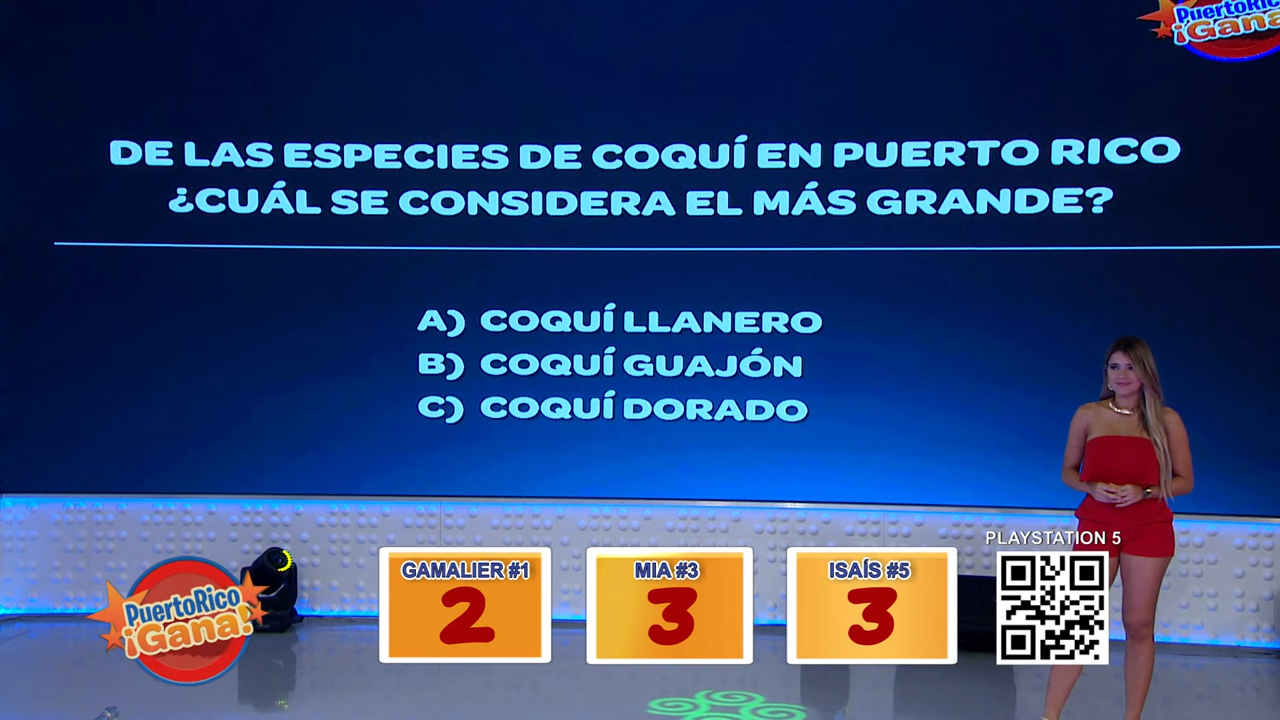 PuertoRico
¡Gana!
DE LAS ESPECIES DE COQUÍ EN PUERTO RICO
¿CUÁL SE CONSIDERA EL MÁS GRANDE?
A) COQUÍ LLANERO
B) COQUÍ GUAJÓN
C) COQUÍ DORADO
PLAYSTATION 5
GAMALIER #1
2
MIA #3
3
ISAÍS #5
3
PuertoRico
¡Gana!